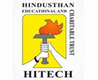 HINDUSTHAN
EDUCATIONAL AND
CHARITABLE TRUST
HITECH